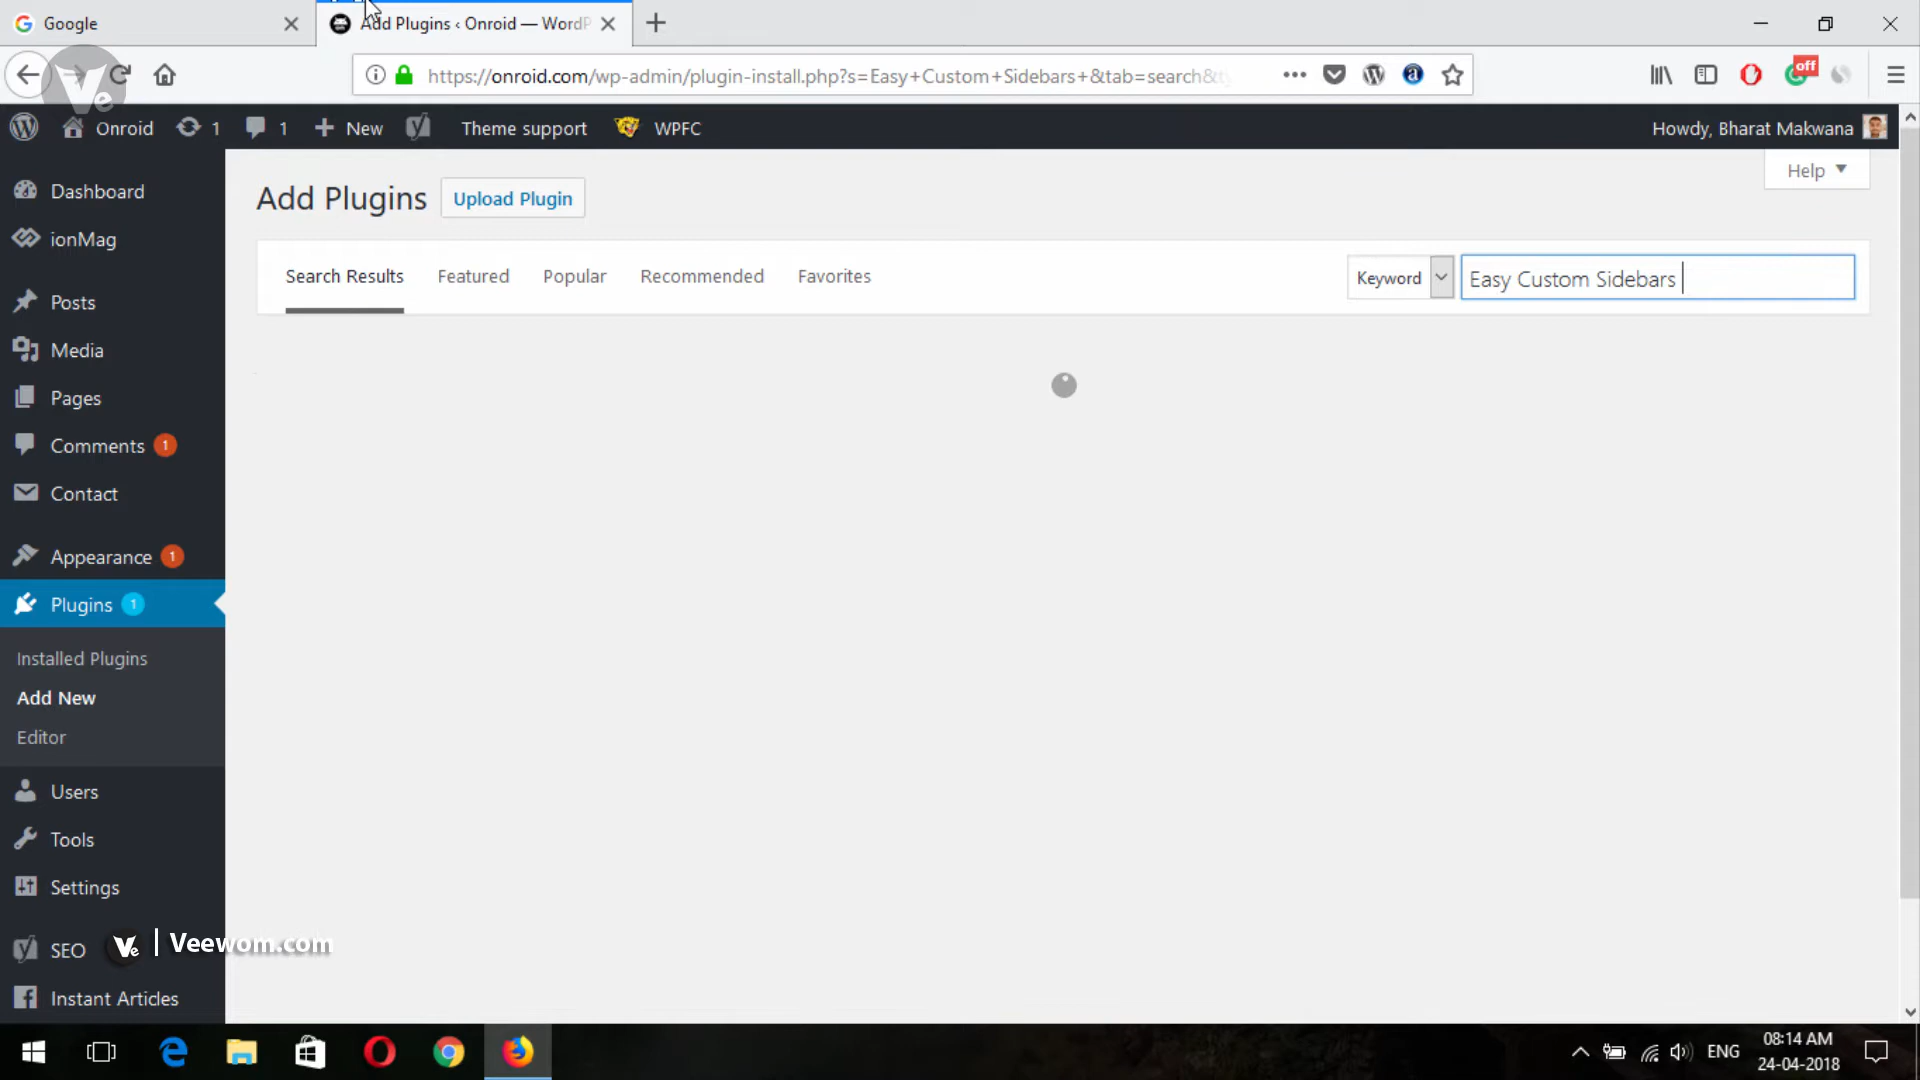 Google
Add Plugins ‹ Onroid — WordP
https://onroid.com/wp-admin/plugin-install.php?s=Easy+Custom+Sidebars+&tab=search&ty
off
Onroid 1 1 New Theme support WPFC
Howdy, Bharat Makwana
Help
Dashboard
ionMag
Posts
Media
Pages
Comments 1
Contact
Appearance 1
Plugins 1
Installed Plugins
Add New
Editor
Users
Tools
Settings
SEO
Instant Articles
Add Plugins Upload Plugin
Search Results Featured Popular Recommended Favorites
Keyword Easy Custom Sidebars
Ve | Veewom.com
ENG
08:14 AM
24-04-2018